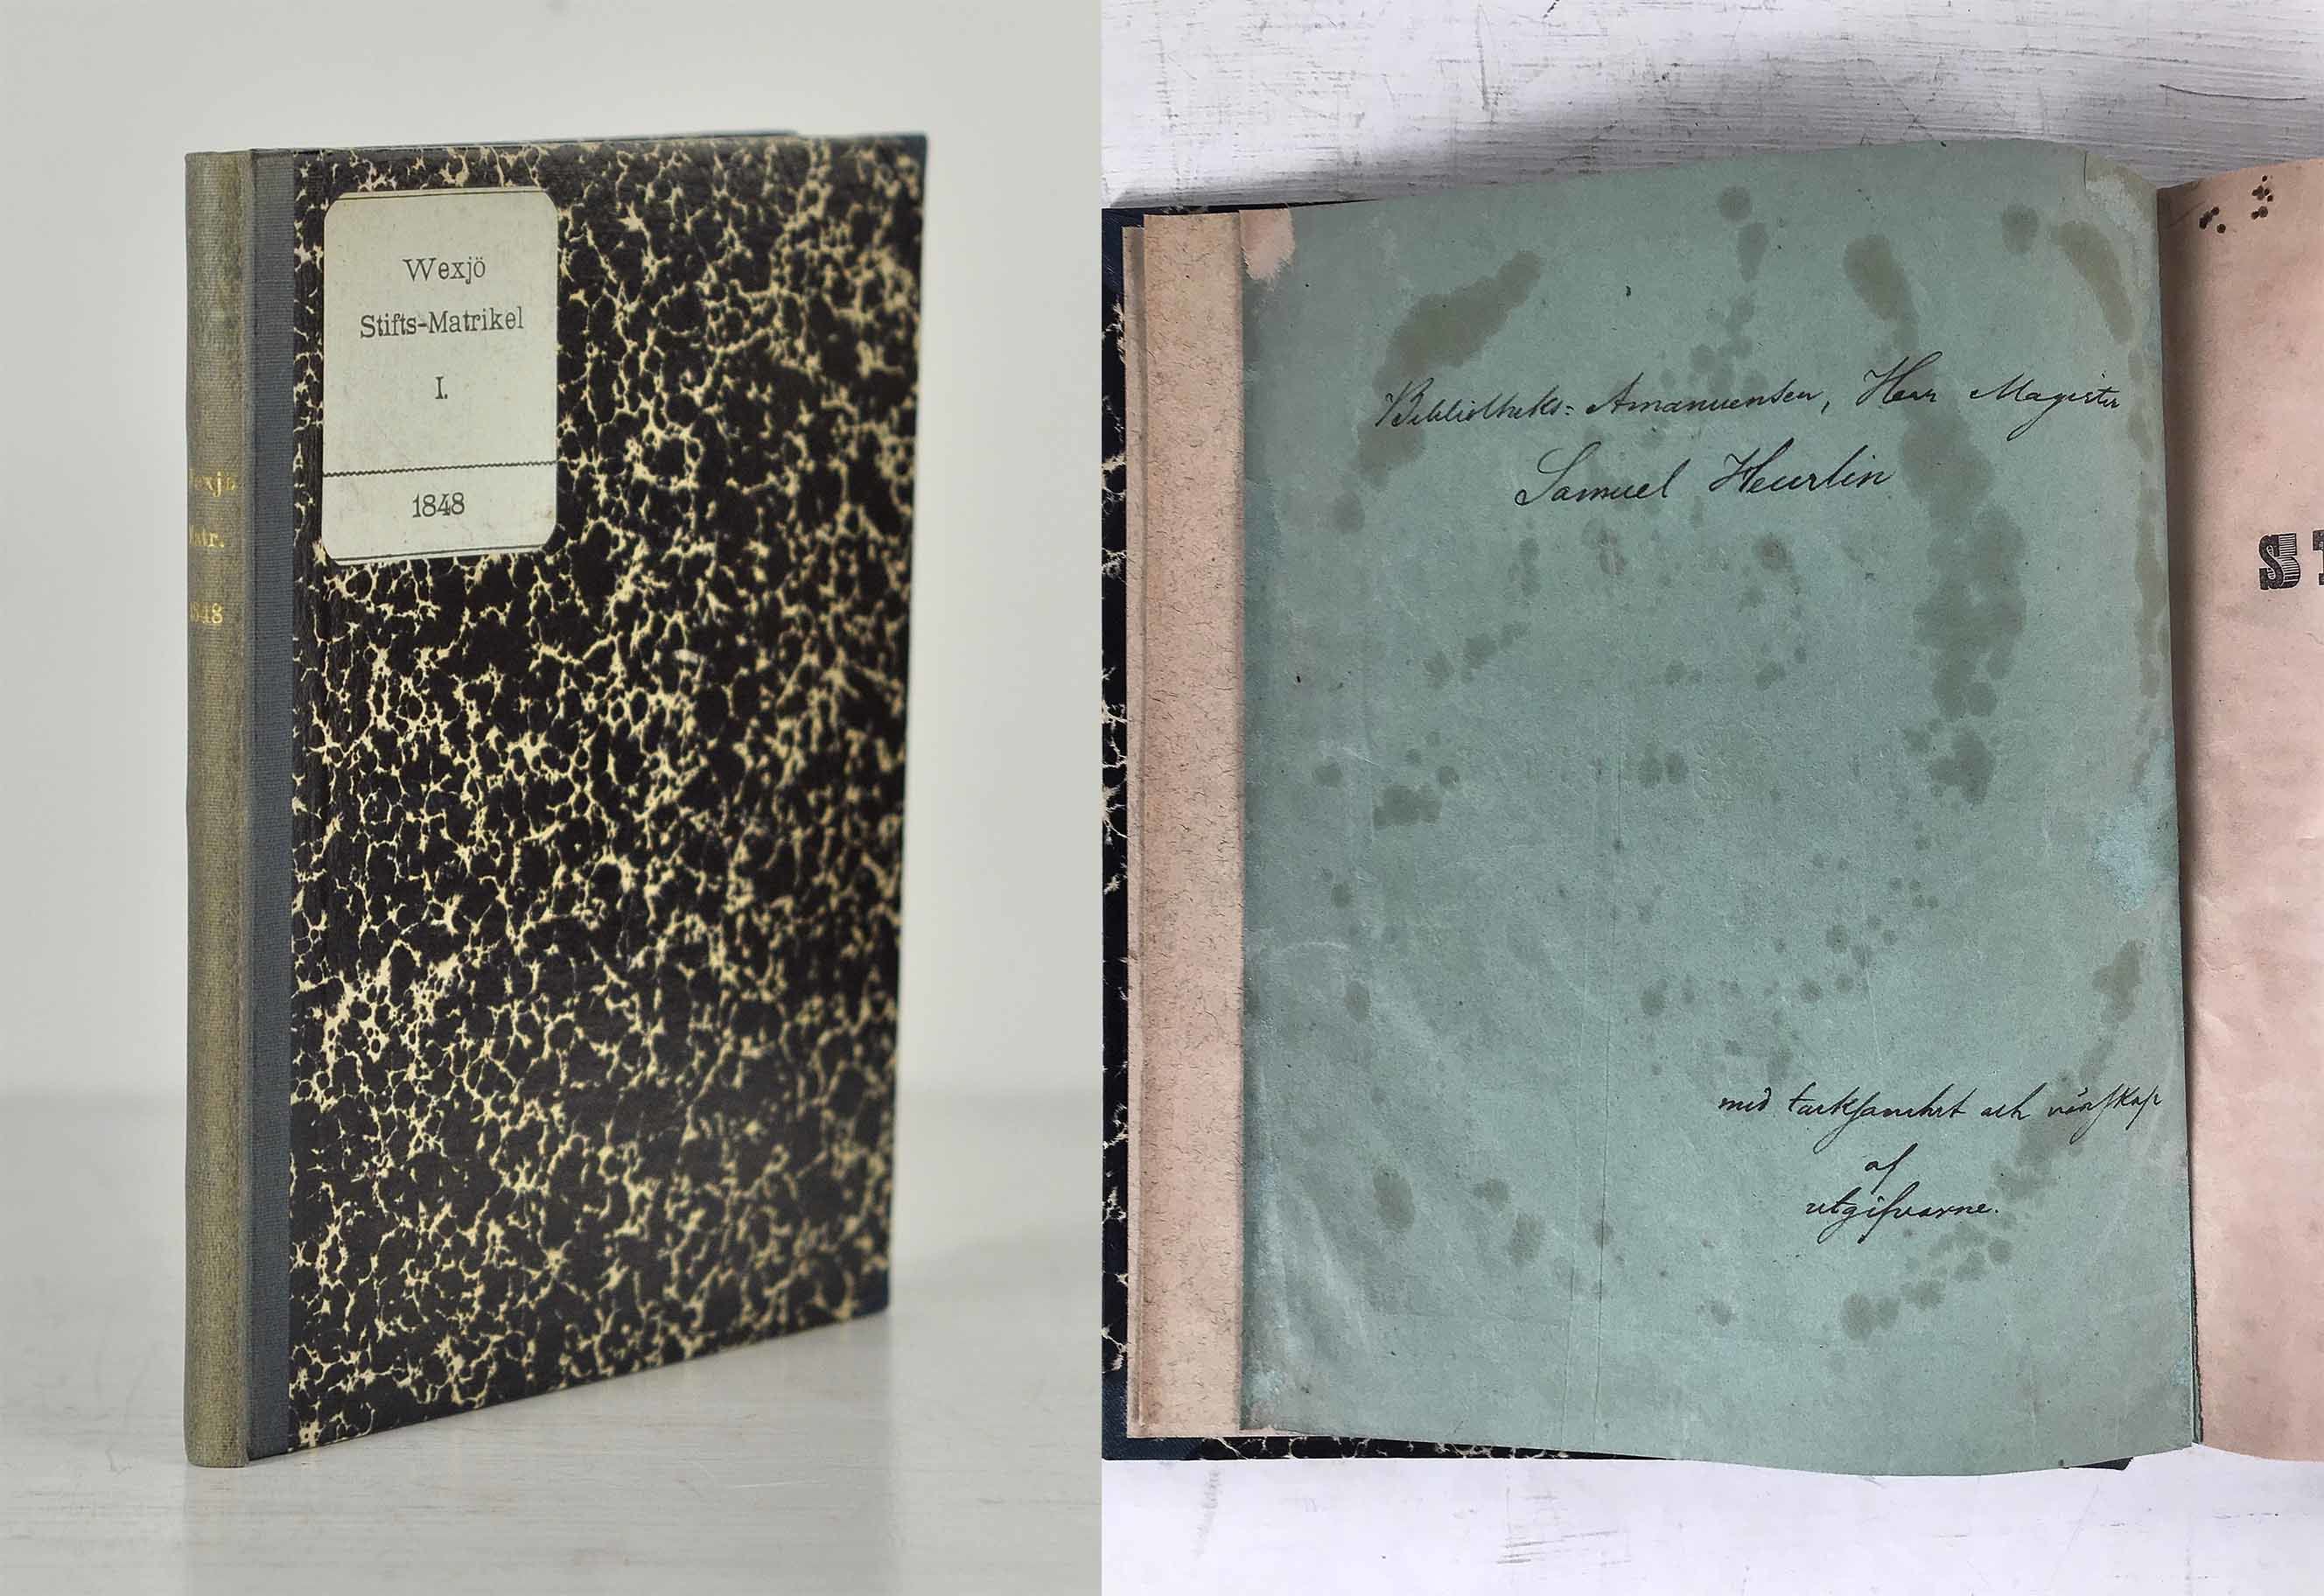 Wexjö
Stifts-Matrikel
I.
1848
Wexjö
Matr.
1848
Bibliotheks-Amanuensen, Herr Magister
Samuel Heurlin
med tacksamhet och vänskap
af
utgifvarne.
ST